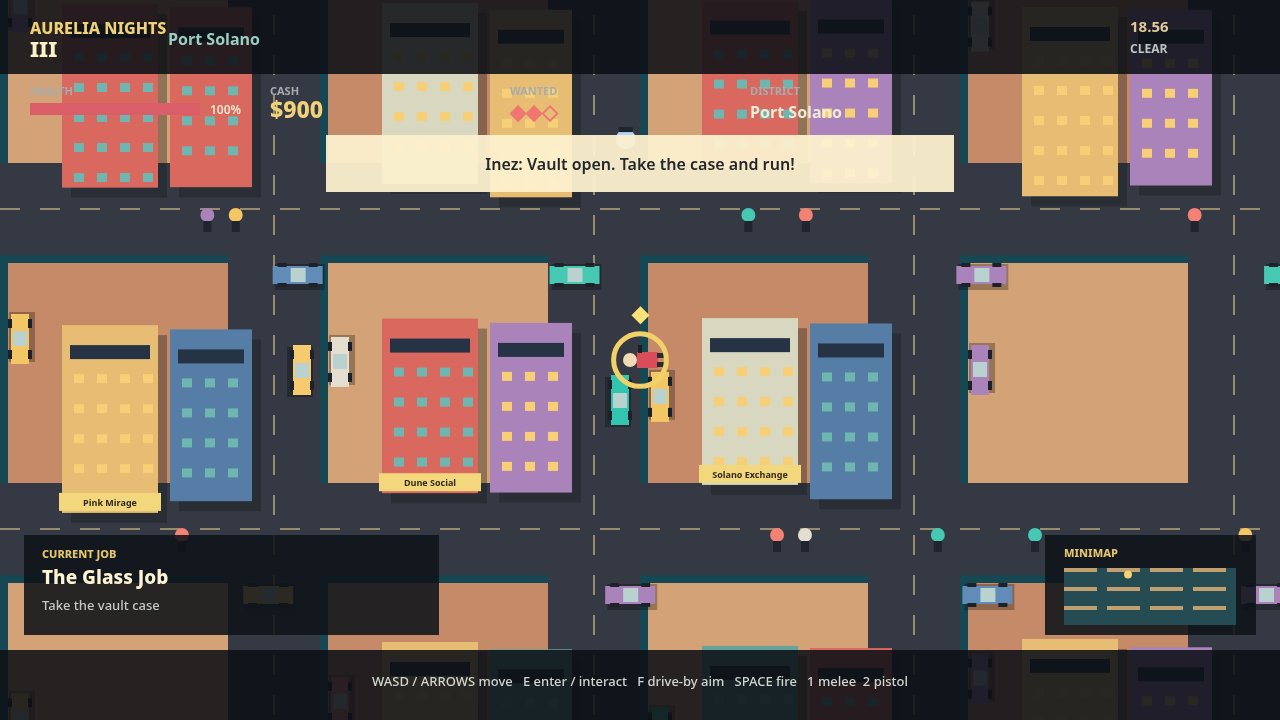 AURELIA NIGHTS
III
Port Solano
18.56
CLEAR
HEALTH
100%
CASH
$900
WANTED
DISTRICT
Port Solano
Inez: Vault open. Take the case and run!
Pink Mirage
Dune Social
Solano Exchange
CURRENT JOB
The Glass Job
Take the vault case
MINIMAP
WASD / ARROWS move E enter / interact F drive-by aim SPACE fire 1 melee 2 pistol